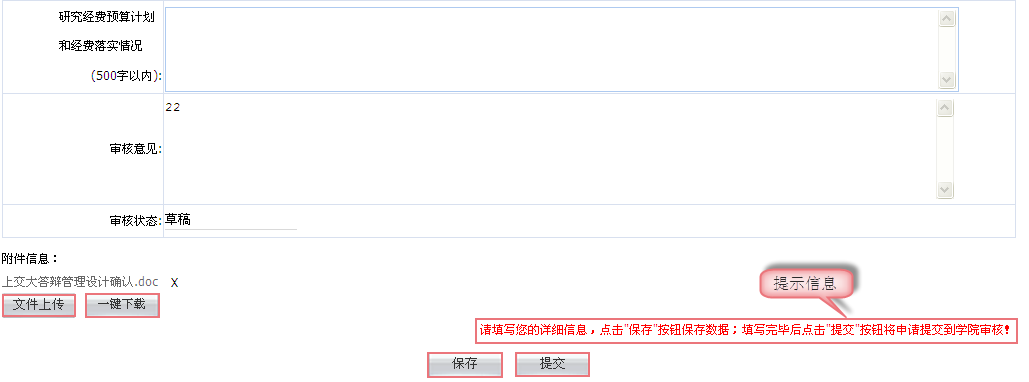 研究经费预算计划
和经费落实情况
(500字以内):
审核意见:
22
审核状态:
草稿
附件信息：
上交大答辩管理设计确认.doc X
文件上传 一键下载
提示信息
请填写您的详细信息，点击"保存"按钮保存数据；填写完毕后点击"提交"按钮将申请提交到学院审核！
保存 提交